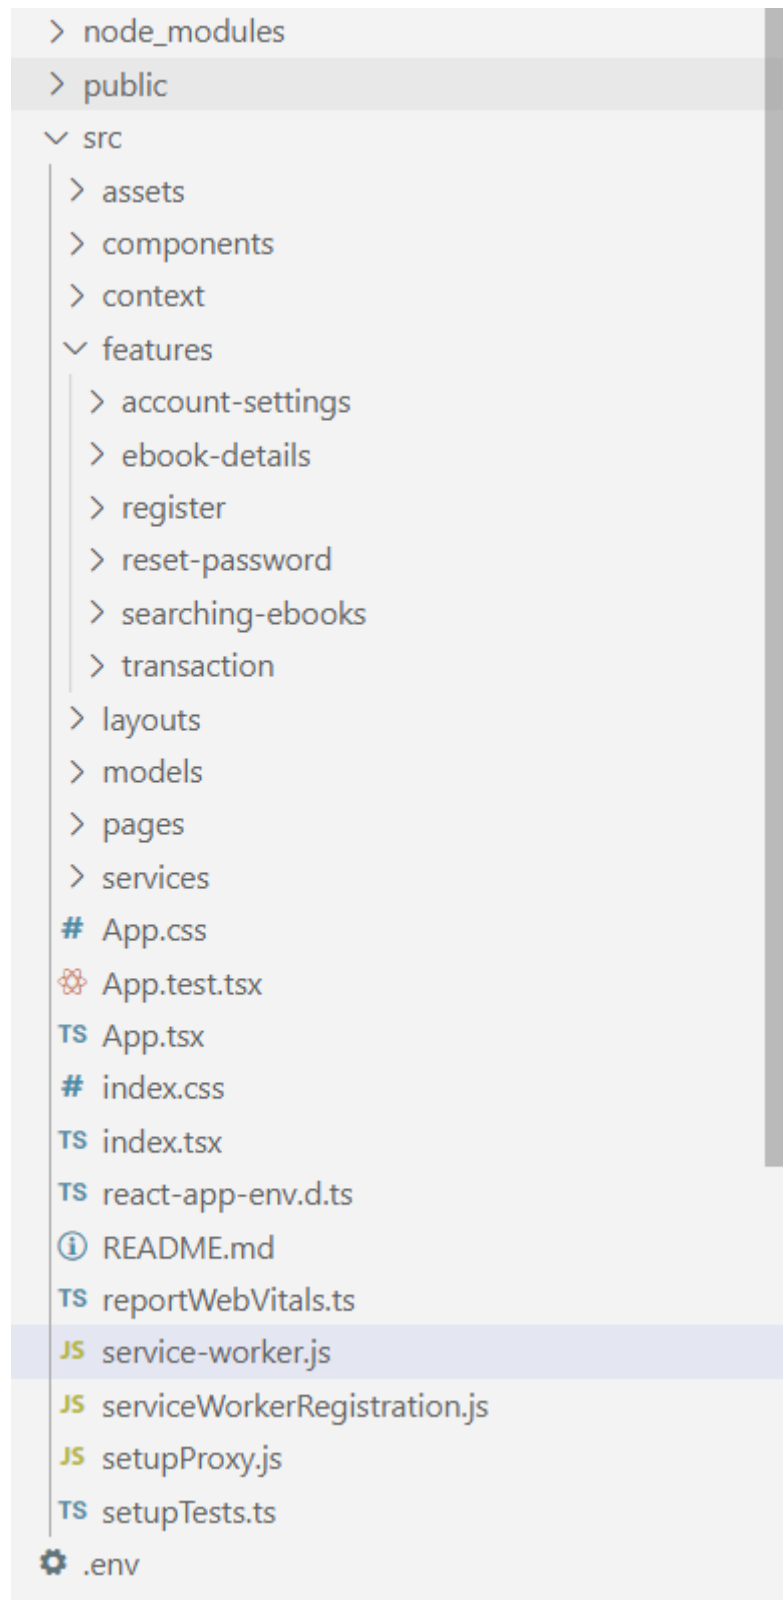 node_modules
public
src
assets
components
context
features
account-settings
ebook-details
register
reset-password
searching-ebooks
transaction
layouts
models
pages
services
# App.css
App.test.tsx
TS App.tsx
# index.css
TS index.tsx
TS react-app-env.d.ts
README.md
TS reportWebVitals.ts
JS service-worker.js
JS serviceWorkerRegistration.js
JS setupProxy.js
TS setupTests.ts
.env